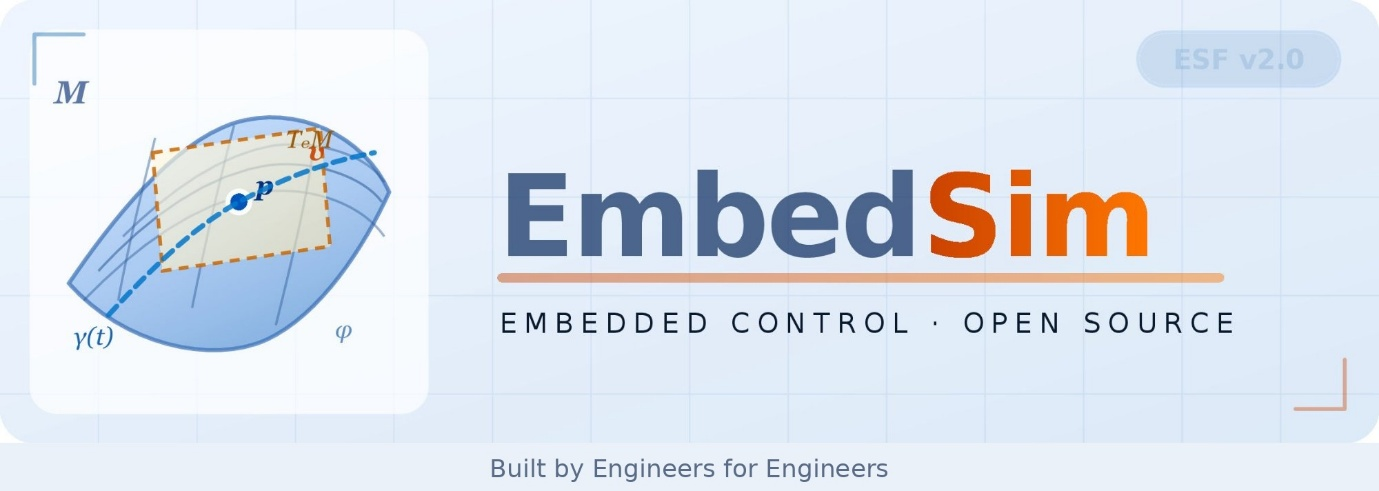 M
TₑM
υ
p
γ(t)
φ
ESF v2.0
EmbedSim
EMBEDDED CONTROL · OPEN SOURCE
Built by Engineers for Engineers